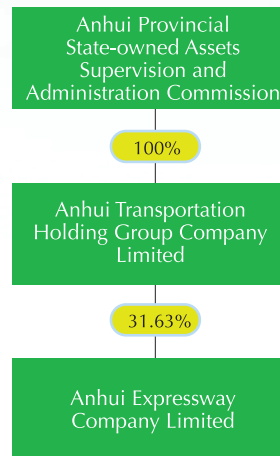 Anhui Provincial
State-owned Assets
Supervision and
Administration Commission
100%
Anhui Transportation
Holding Group Company
Limited
31.63%
Anhui Expressway
Company Limited